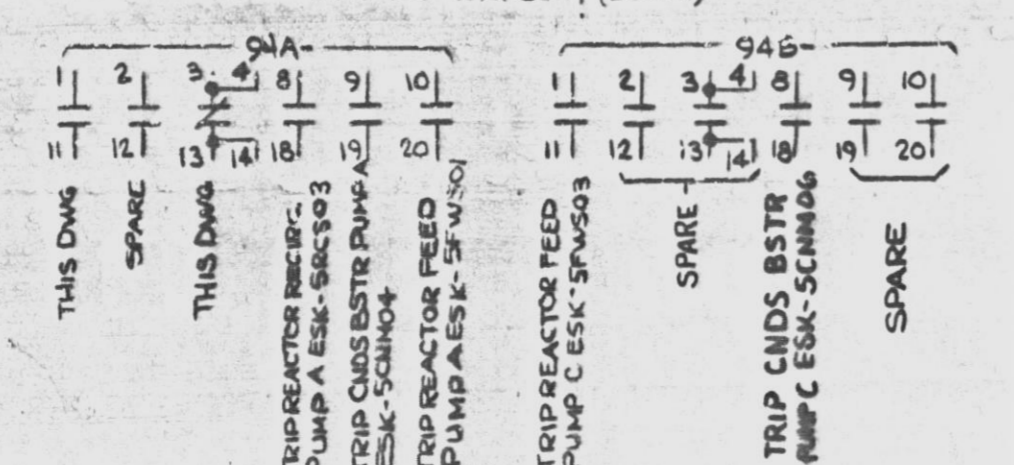 94A-
1 2 3 4 8 9 10
11 12 13 14 18 19 20
THIS DWG
SPARE
THIS DWG
TRIP REACTOR RECIRC.
PUMP A ESK-5RCS03
TRIP CNDS BSTR PUMP A
ESK-5CNM04
TRIP REACTOR FEED
PUMP A ESK-5FWS01
94B-
1 2 3 4 8 9 10
11 12 13 14 18 19 20
TRIP REACTOR FEED
PUMP C ESK-5FWS03
SPARE
TRIP CNDS BSTR
PUMP C ESK-5CNM06
SPARE